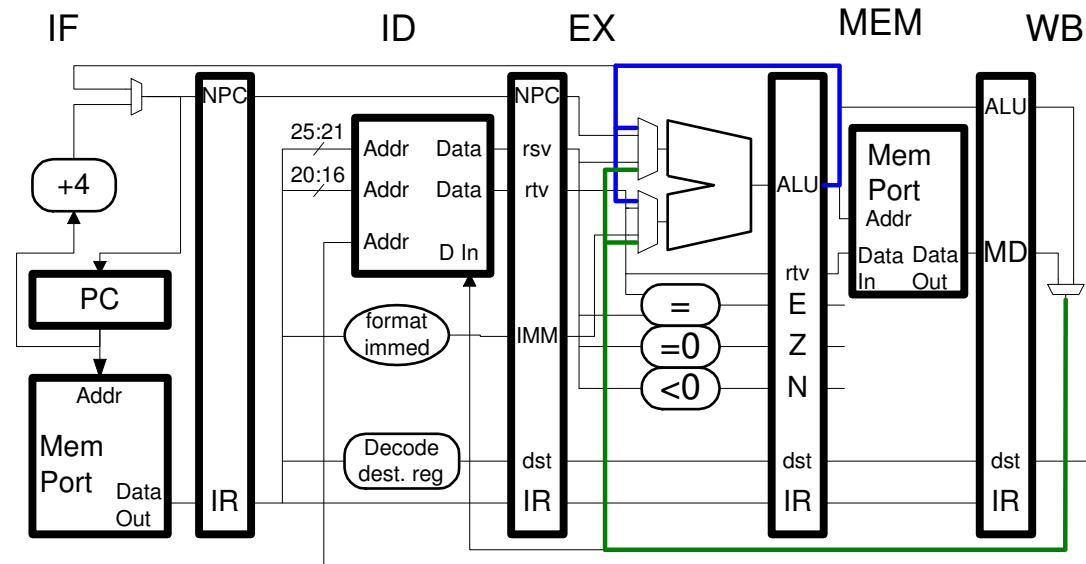 IF
ID
EX
MEM
WB
NPC
+4
PC
Addr
Mem
Port
Data
Out
IR
25:21
20:16
Addr
Data
Addr
Data
Addr
D In
format
immed
Decode
dest. reg
NPC
rsv
rtv
IMM
dst
IR
=
=0
<0
ALU
rtv
E
Z
N
dst
IR
Mem
Port
Addr
Data
In
Data
Out
ALU
MD
dst
IR